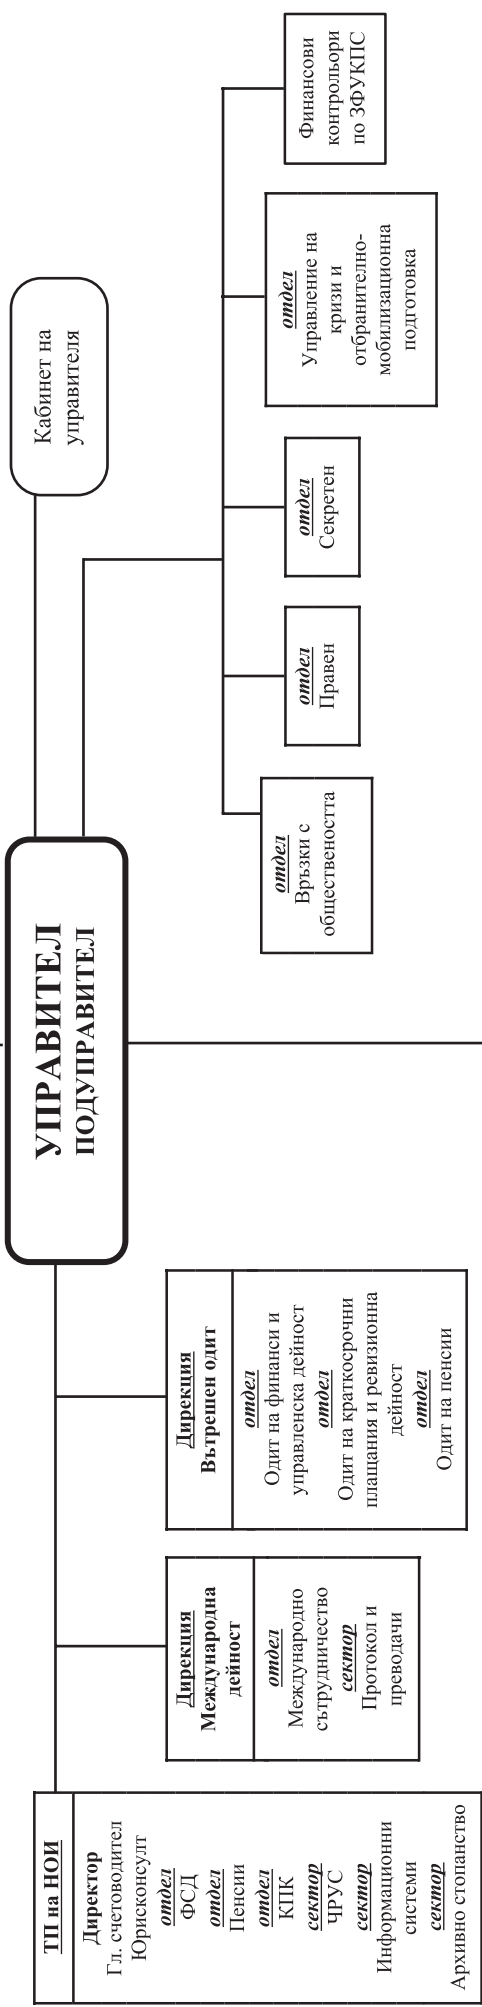 УПРАВИТЕЛ
ПОДУПРАВИТЕЛ
Кабинет на
управителя
ТП на НОИ
Директор
Гл. счетоводител
Юрисконсулт
отдел
ФСД
отдел
Пенсии
отдел
КПК
сектор
ЧРУС
сектор
Информационни
системи
сектор
Архивно стопанство
Дирекция
Международна
дейност
отдел
Международно
сътрудничество
сектор
Протокол и
преводачи
Дирекция
Вътрешен одит
отдел
Одит на финанси и
управленска дейност
отдел
Одит на краткосрочни
плащания и ревизионна
дейност
отдел
Одит на пенсии
отдел
Връзки с
обществеността
отдел
Правен
отдел
Секретен
отдел
Управление на
кризи и
отбранително-
мобилизационна
подготовка
Финансови
контрольори
по ЗФУКПС